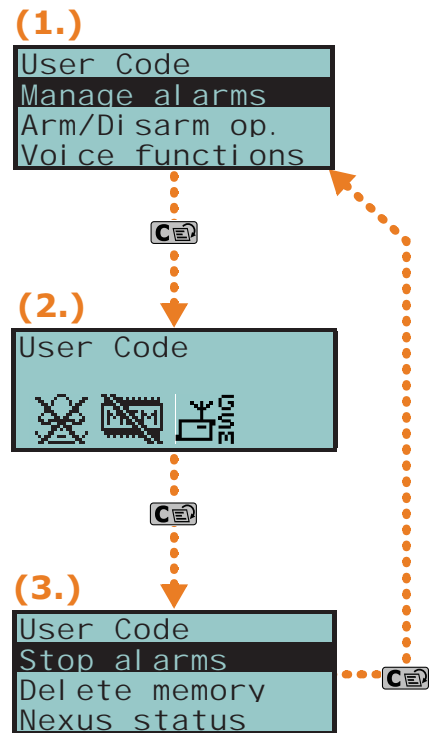 (1.)
User Code
Manage alarms
Arm/Disarm op.
Voice functions
C
(2.)
User Code
MEM
C
(3.)
User Code
Stop alarms
Delete memory
Nexus status
C